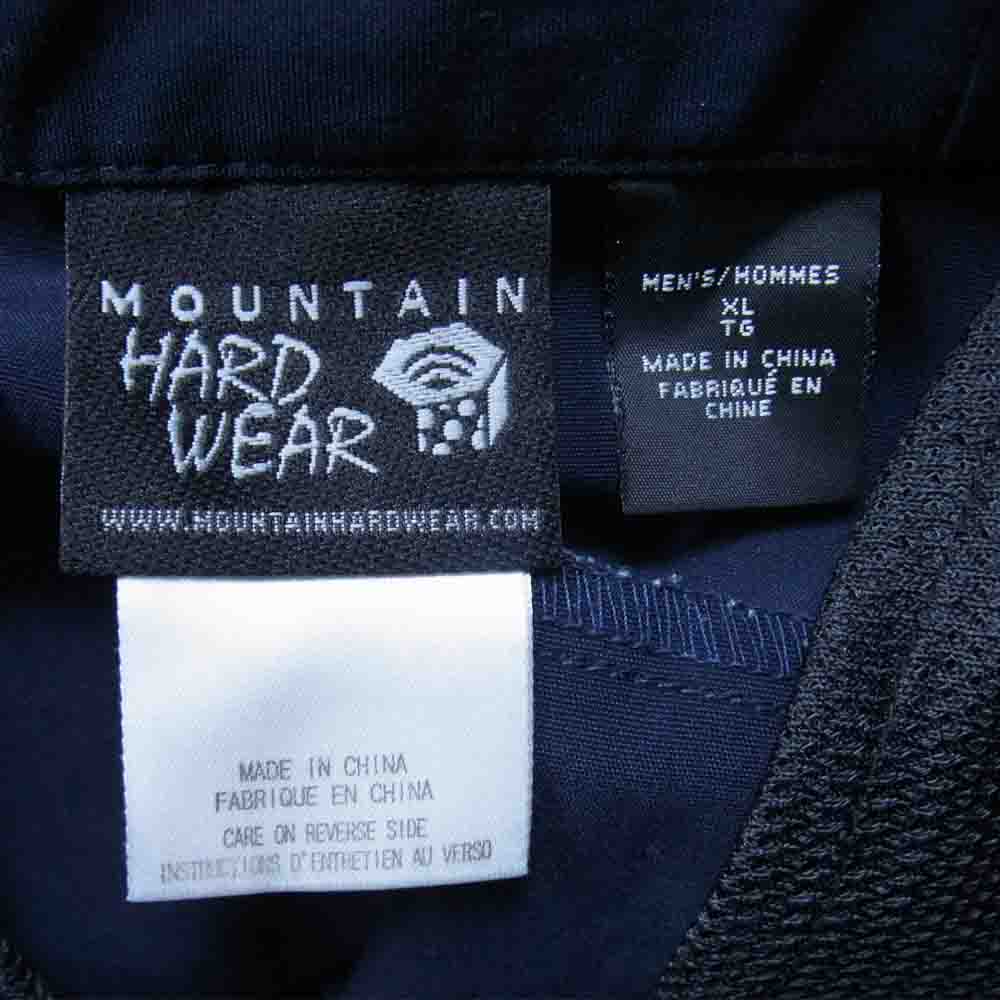 MOUNTAIN
HARD
WEAR
WWW.MOUNTAINHARDWEAR.COM
MEN'S/HOMMES
XL
TG
MADE IN CHINA
FABRIQUÉ EN
CHINE
MADE IN CHINA
FABRIQUE EN CHINA
CARE ON REVERSE SIDE
INSTRUCTIONS D'ENTRETIEN AU VERSO